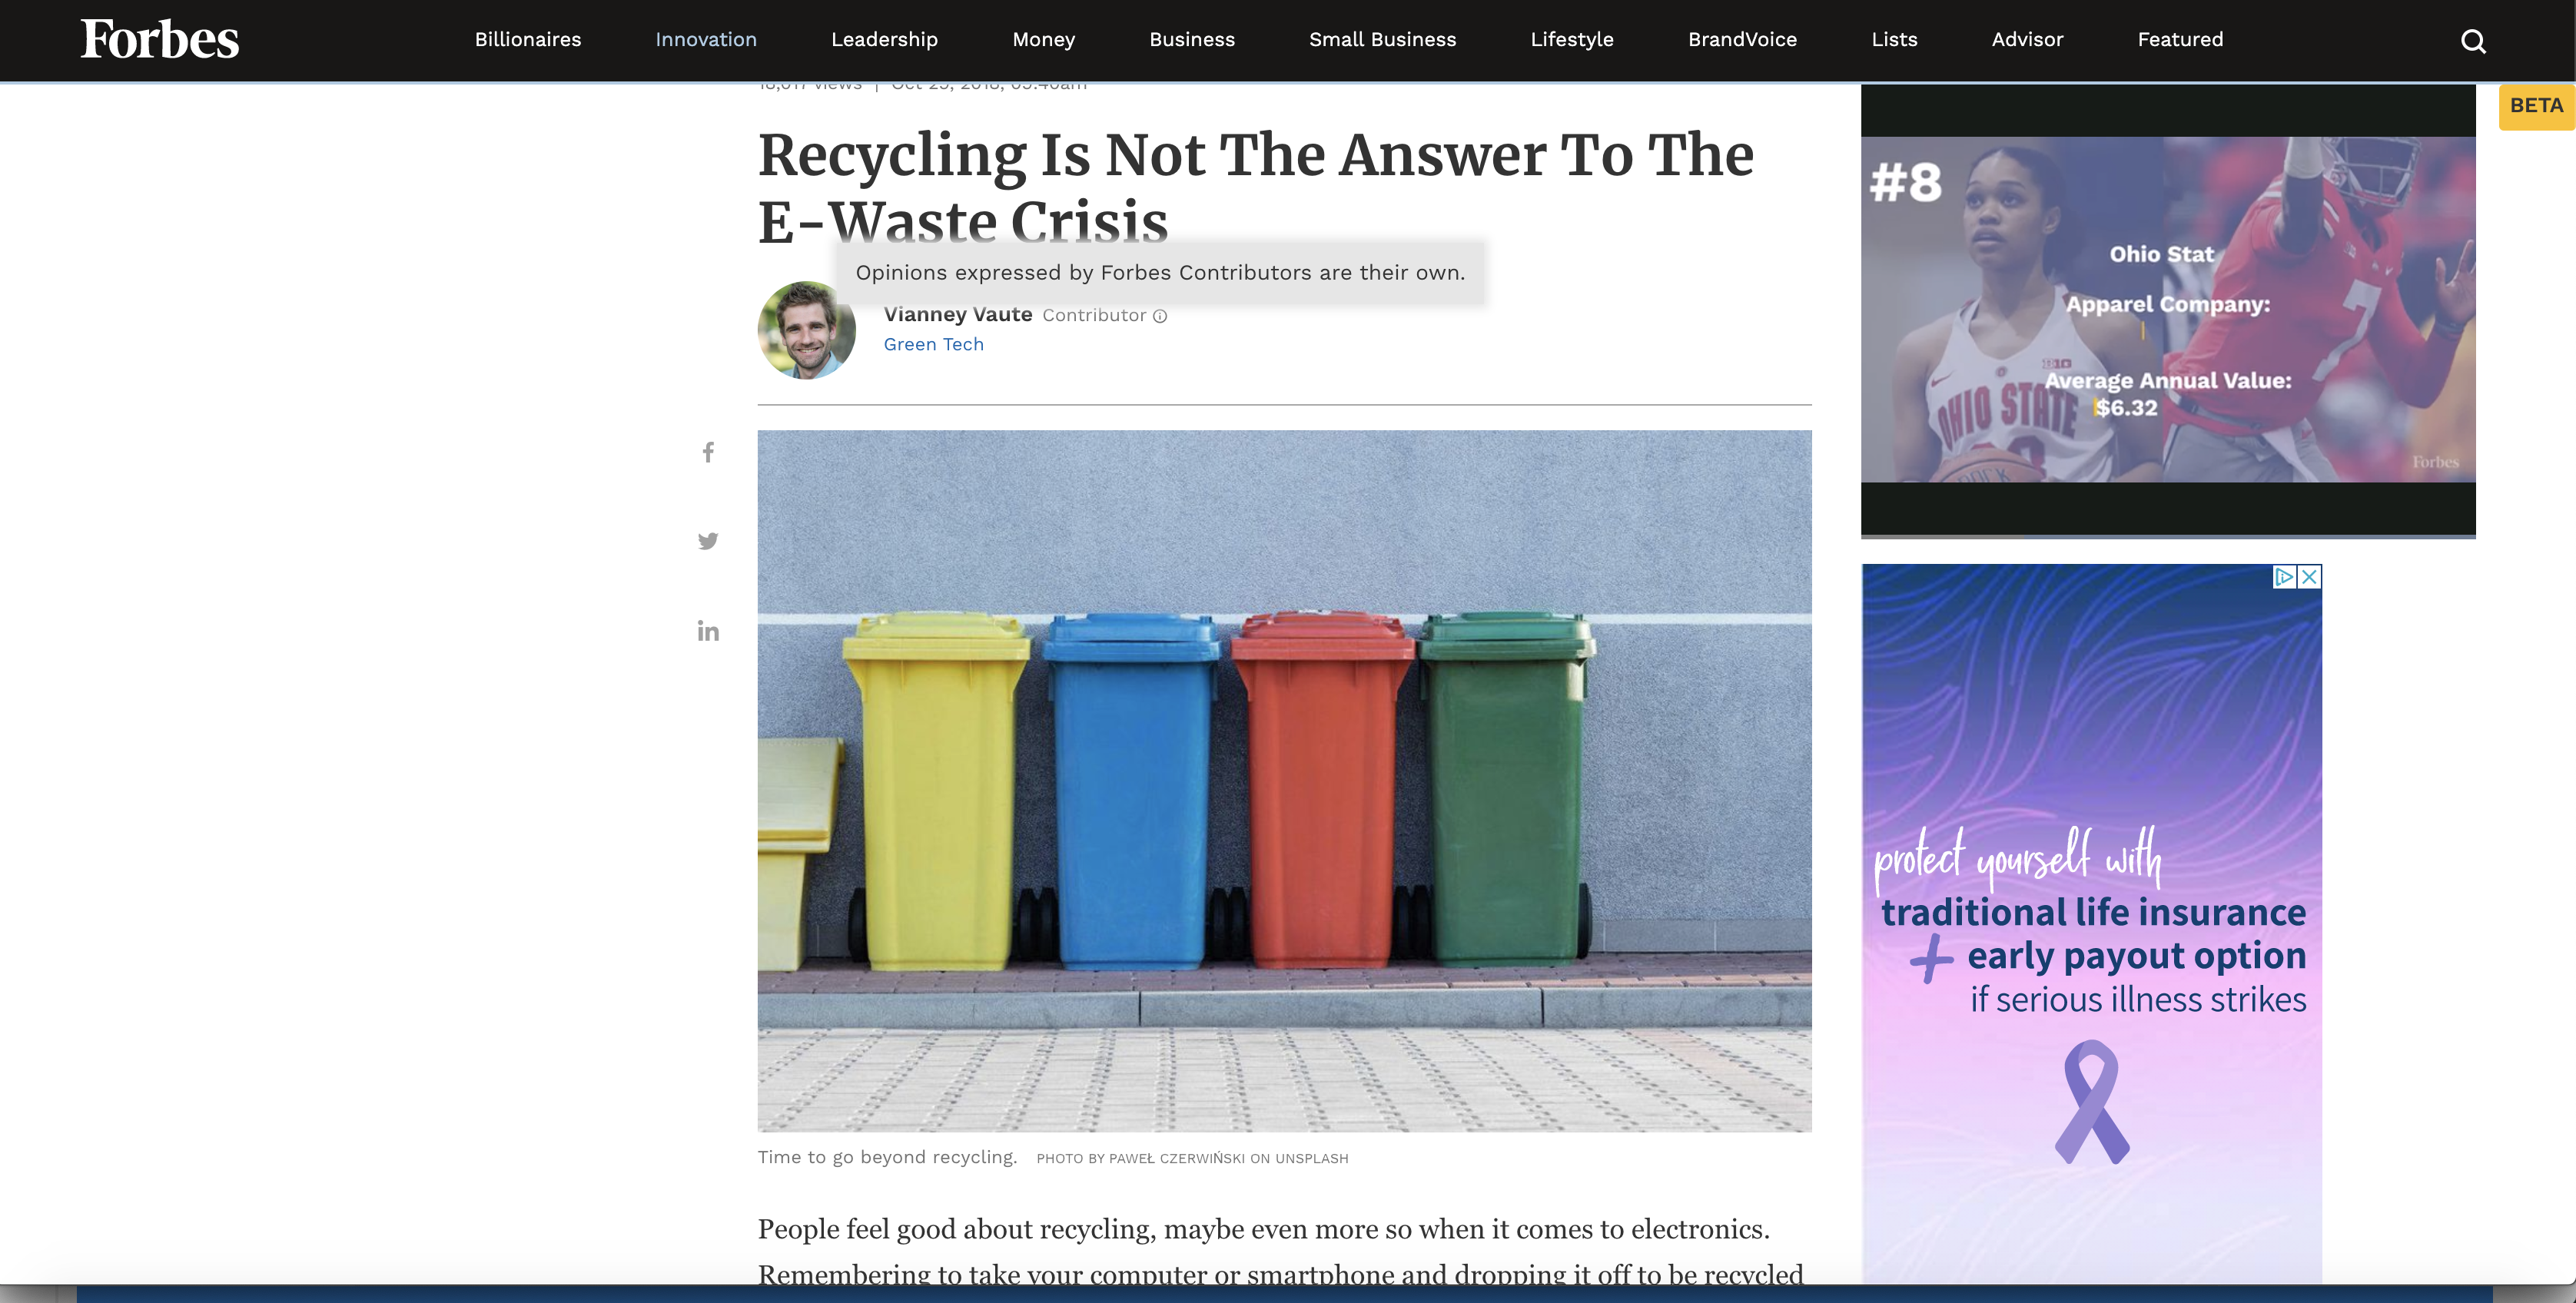 Forbes
Billionaires Innovation Leadership Money Business Small Business Lifestyle BrandVoice Lists Advisor Featured
BETA
views | Oct
Recycling Is Not The Answer To The
E-Waste Crisis
Opinions expressed by Forbes Contributors are their own.
Vianney Vaute Contributor
Green Tech
Time to go beyond recycling. PHOTO BY PAWEŁ CZERWIŃSKI ON UNSPLASH
People feel good about recycling, maybe even more so when it comes to electronics.
Remembering to take your computer or smartphone and dropping it off to be recycled
#8
Ohio Stat
Apparel Company:
Average Annual Value:
$6.32
B1G
OHIO STATE
7
Forbes
protect yourself with
traditional life insurance
+ early payout option
if serious illness strikes